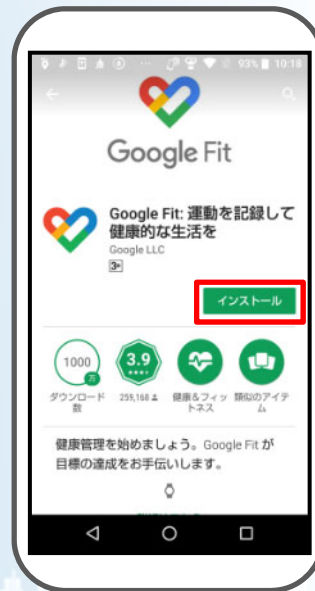 93% 10:18
Google Fit
Google Fit: 運動を記録して
健康的な生活を
Google LLC
3+
インストール
1000
万
3.9
ダウンロード
数
259,168
健康&フィッ
トネス
類似のアイテ
ム
健康管理を始めましょう。Google Fit が
目標の達成をお手伝いします。